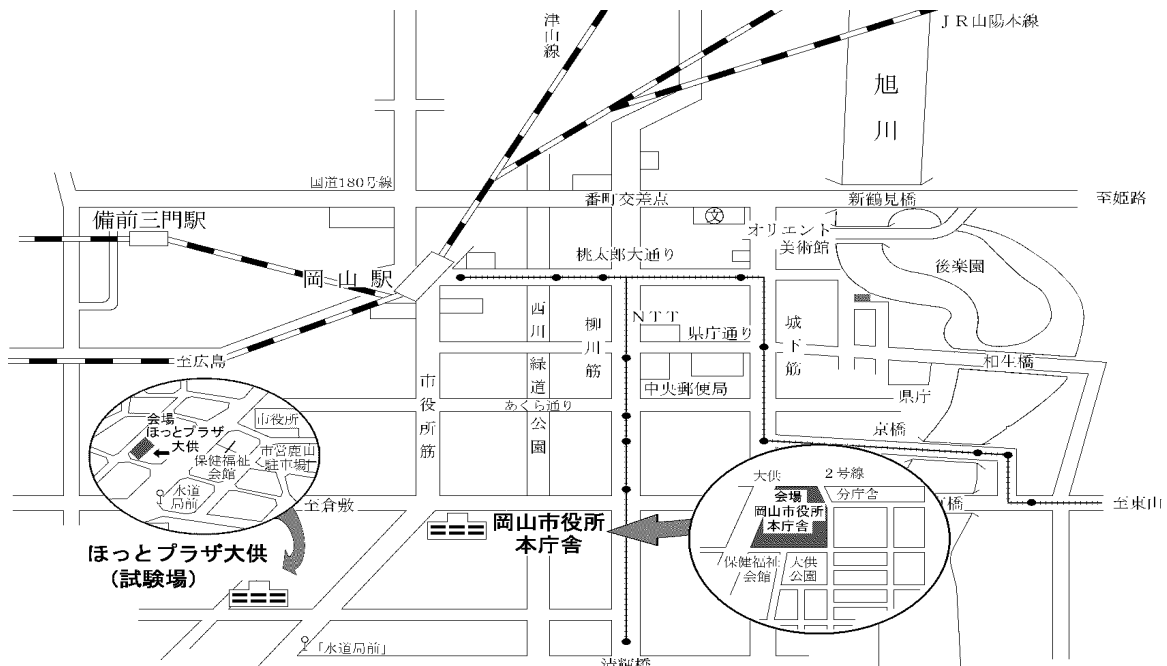 津山線
JR山陽本線
旭川
国道180号線
番町交差点
新鶴見橋
至姫路
備前三門駅
文
オリエント
美術館
後楽園
岡山駅
桃太郎大通り
西川緑道公園
柳川筋
NTT
県庁通り
城下筋
至広島
和生橋
市役所筋
中央郵便局
県庁
あくら通り
京橋
市役所
会場
ほっとプラザ
大供
保健福祉
会館
市営鹿山
駐車場
水道
局前
至倉敷
大供
2号線
会場
分庁舎
岡山市役所
本庁舎
保健福祉
会館
大供
公園
橋
至東山
岡山市役所
本庁舎
ほっとプラザ大供
(試験場)
「水道局前」
清輝橋